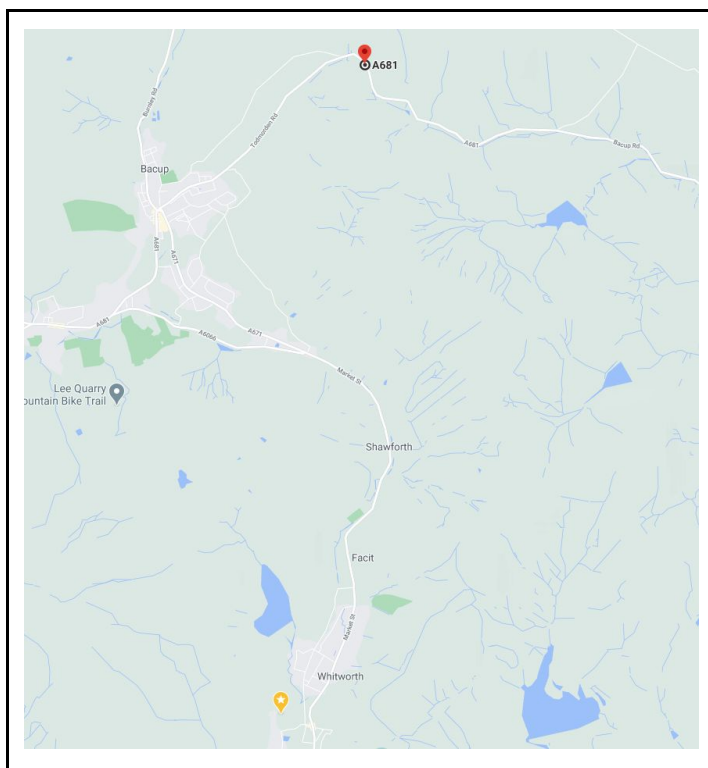 A681
Burnley Rd
Todmorden Rd
A681
Bacup Rd
Bacup
A681
A671
A681
A6066
A671
Market St
Lee Quarry
ountain Bike Trail
Shawforth
Facit
Market St
Whitworth